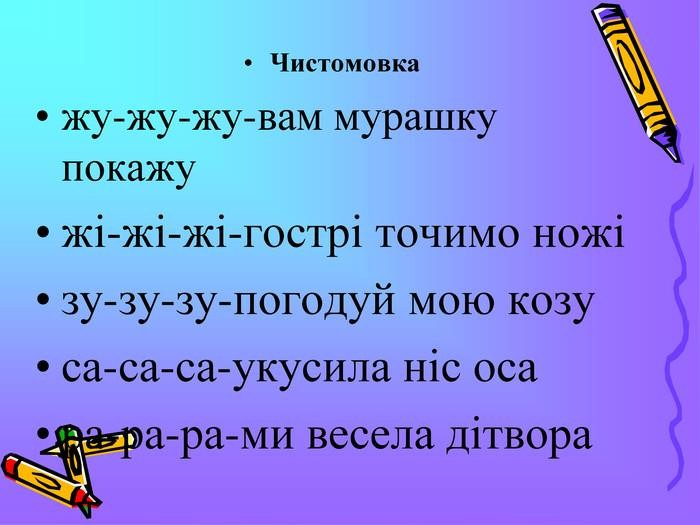 • Чистомовка
• жу-жу-жу-вам мурашку
покажу
• жі-жі-жі-гострі точимо ножі
• зу-зу-зу-погодуй мою козу
• са-са-са-укусила ніс оса
• ра-ра-ра-ми весела дітвора